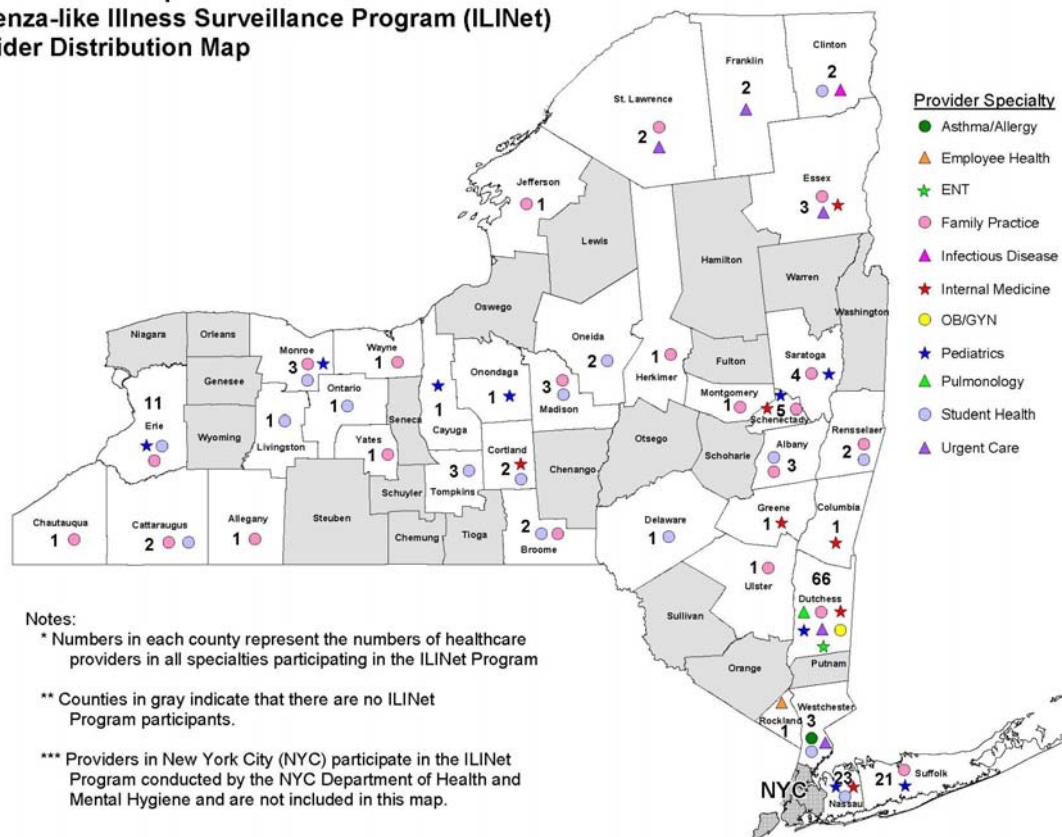 enza-like Illness Surveillance Program (ILINet)
ider Distribution Map
Clinton
2
Franklin
2
St. Lawrence
2
Provider Specialty
Asthma/Allergy
Employee Health
ENT
Family Practice
Infectious Disease
Internal Medicine
OB/GYN
Pediatrics
Pulmonology
Student Health
Urgent Care
Essex
3
Jefferson
1
Lewis
Hamilton
Warren
Washington
Oswego
Niagara
Orleans
Monroe
3
Wayne
1
Oneida
2
Herkimer
1
Fulton
Saratoga
4
Genesee
Ontario
1
Onondaga
1
Madison
3
Montgomery
1
Schenectady
5
11
Erie
Wyoming
Livingston
1
Yates
1
Seneca
1
Cayuga
Cortland
2
Otsego
Schoharie
Albany
3
Rensselaer
2
Chenango
Tompkins
3
Schuyler
Chautauqua
1
Cattaraugus
2
Allegany
1
Steuben
Chemung
Tioga
2
Broome
Delaware
1
Greene
1
Columbia
1
Ulster
1
66
Dutchess
Sullivan
Putnam
Orange
Rockland
1
Westchester
3
NYC
23
Nassau
21
Suffolk
Notes:
* Numbers in each county represent the numbers of healthcare
providers in all specialties participating in the ILINet Program
** Counties in gray indicate that there are no ILINet
Program participants.
*** Providers in New York City (NYC) participate in the ILINet
Program conducted by the NYC Department of Health and
Mental Hygiene and are not included in this map.